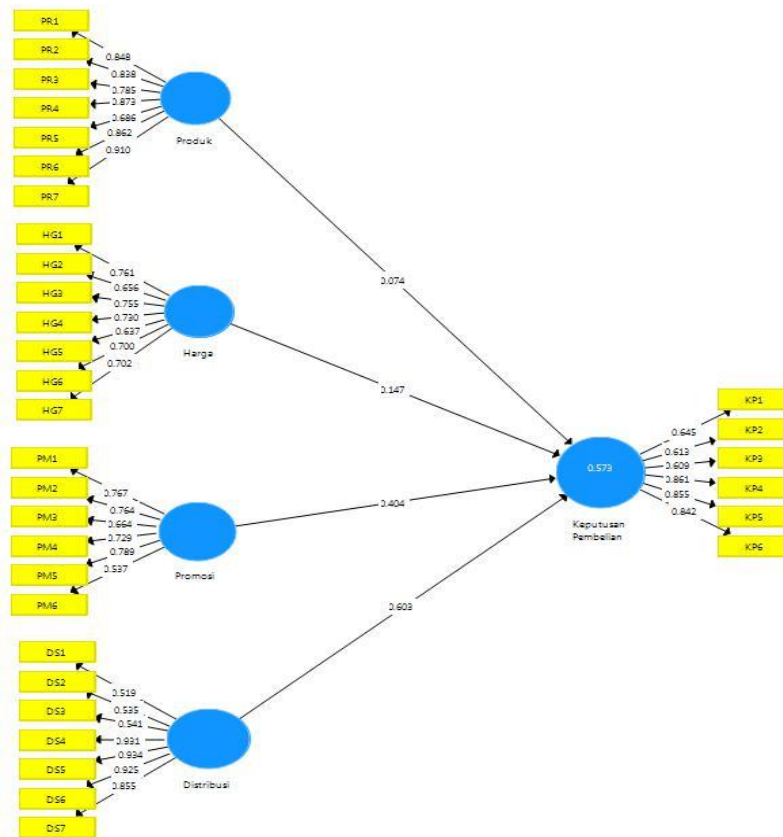 PR1
PR2
PR3
PR4
PR5
PR6
PR7
0.848
0.838
0.785
0.873
0.686
0.862
0.910
Produk
HG1
HG2
HG3
HG4
HG5
HG6
HG7
0.761
0.656
0.755
0.730
0.637
0.700
0.702
Harga
PM1
PM2
PM3
PM4
PM5
PM6
0.767
0.764
0.664
0.729
0.789
0.537
Promosi
DS1
DS2
DS3
DS4
DS5
DS6
DS7
0.519
0.535
0.541
0.931
0.934
0.925
0.855
Distribusi
0.074
0.147
0.404
0.603
0.573
Keputusan
Pembelian
0.645
0.613
0.609
0.861
0.855
0.842
KP1
KP2
KP3
KP4
KP5
KP6